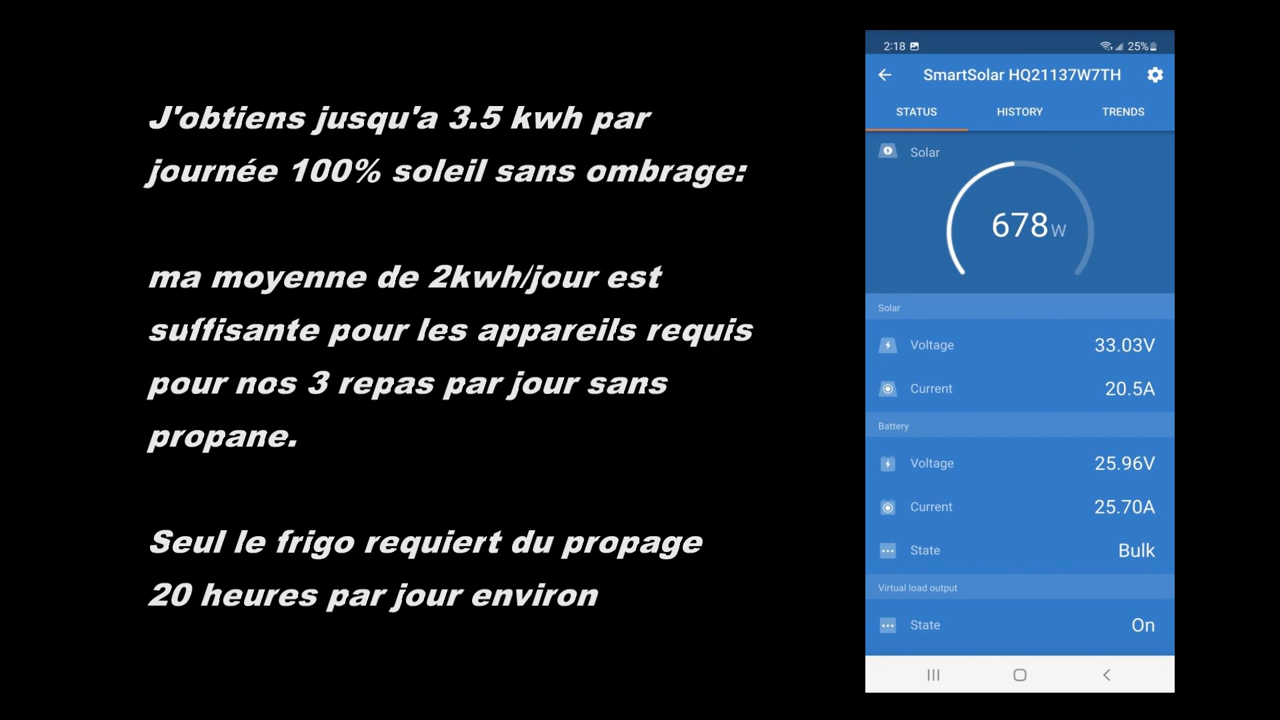 J'obtiens jusqu'a 3.5 kwh par
journée 100% soleil sans ombrage:
ma moyenne de 2kwh/jour est
suffisante pour les appareils requis
pour nos 3 repas par jour sans
propane.
Seul le frigo requiert du propage
20 heures par jour environ
2:18 25%
SmartSolar HQ21137W7TH
STATUS HISTORY TRENDS
Solar
678W
Solar
Voltage 33.03V
Current 20.5A
Battery
Voltage 25.96V
Current 25.70A
State Bulk
Virtual load output
State On